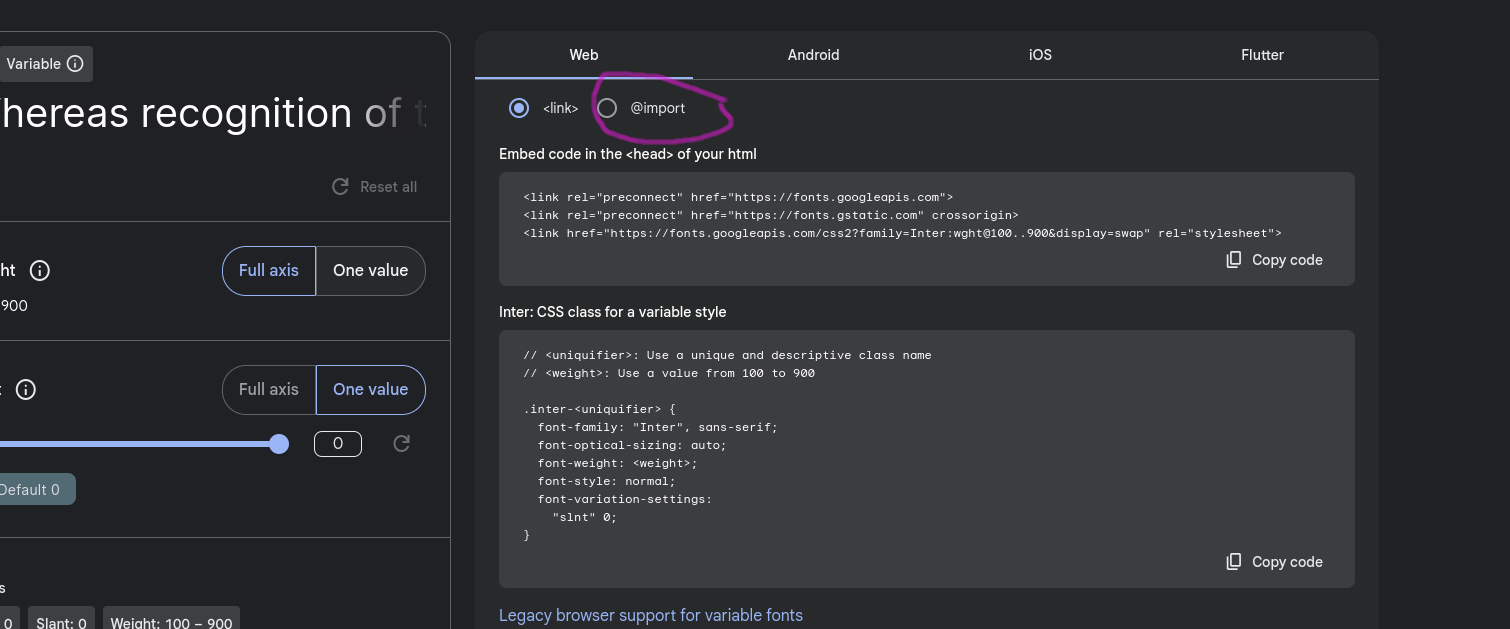 Variable
hereas recognition of t
Reset all
ht
Full axis
One value
900
Full axis
One value
0
Default 0
s
0
Slant: 0
Weight: 100 – 900
Web
Android
iOS
Flutter
<link>
@import
Embed code in the <head> of your html
<link rel="preconnect" href="https://fonts.googleapis.com">
<link rel="preconnect" href="https://fonts.gstatic.com" crossorigin>
<link href="https://fonts.googleapis.com/css2?family=Inter:wght@100..900&display=swap" rel="stylesheet">
Copy code
Inter: CSS class for a variable style
// <uniquifier>: Use a unique and descriptive class name
// <weight>: Use a value from 100 to 900
.inter-<uniquifier> {
font-family: "Inter", sans-serif;
font-optical-sizing: auto;
font-weight: <weight>;
font-style: normal;
font-variation-settings:
"slnt" 0;
}
Copy code
Legacy browser support for variable fonts